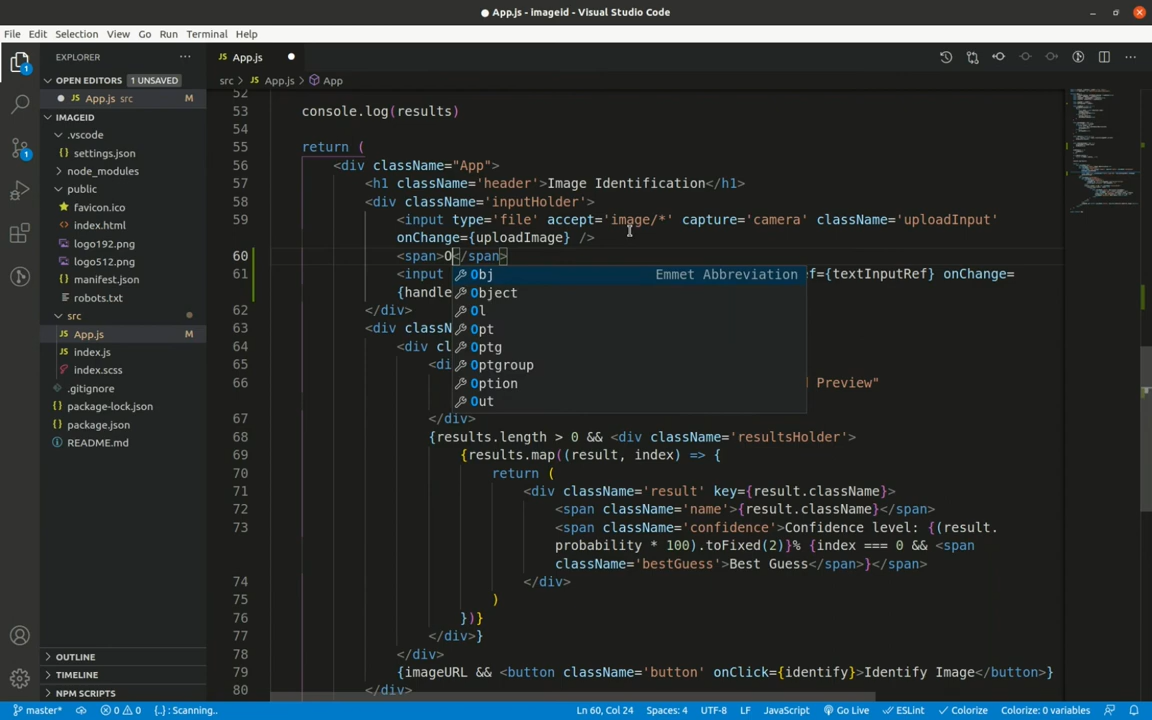 App.js - imageid - Visual Studio Code
File Edit Selection View Go Run Terminal Help
EXPLORER
OPEN EDITORS 1 UNSAVED
App.js src M
IMAGEID
.vscode
settings.json
node_modules
public
favicon.ico
index.html
logo192.png
logo512.png
manifest.json
robots.txt
src
App.js M
index.js
index.scss
.gitignore
package-lock.json
package.json
README.md
OUTLINE
TIMELINE
NPM SCRIPTS
1
1
App.js
src > App.js > App
52
53 console.log(results)
54
55 return (
56 <div className="App">
57 <h1 className='header'>Image Identification</h1>
58 <div className='inputHolder'>
59 <input type='file' accept='image/*' capture='camera' className='uploadInput'
onChange={uploadImage} />
60 <span>O</span>
61 <input ref={textInputRef} onChange=
{handle
62 </div>
63 <div classN
64 <div cl
65 <di
66 d Preview"
67 </div>
68 {results.length > 0 && <div className='resultsHolder'>
69 {results.map((result, index) => {
70 return (
71 <div className='result' key={result.className}>
72 <span className='name'>{result.className}</span>
73 <span className='confidence'>Confidence level: {(result.
probability * 100).toFixed(2)}% {index === 0 && <span
className='bestGuess'>Best Guess</span>}</span>
74 </div>
75 )
76 })}
77 </div>}
78 </div>
79 {imageURL && <button className='button' onClick={identify}>Identify Image</button>}
80 </div>
Obj Emmet Abbreviation
Object
Ol
Opt
Optg
Optgroup
Option
Out
master* 0 0 {..}: Scanning.. Ln 60, Col 24 Spaces: 4 UTF-8 LF JavaScript Go Live ESLint Colorize Colorize: 0 variables